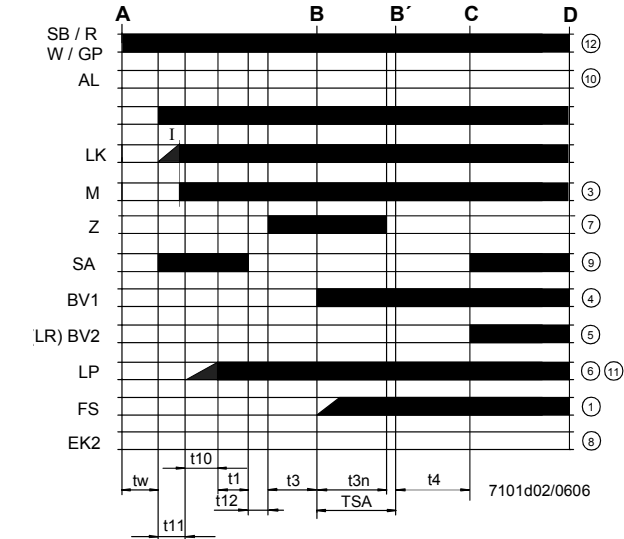 A B B´ C D
SB / R
W / GP 12
AL 10
I
LK
M 3
Z 7
SA 9
BV1 4
LR) BV2 5
LP 6 11
FS 1
EK2 8
t10
tw t1 t3 t3n t4 7101d02/0606
t12 TSA
t11